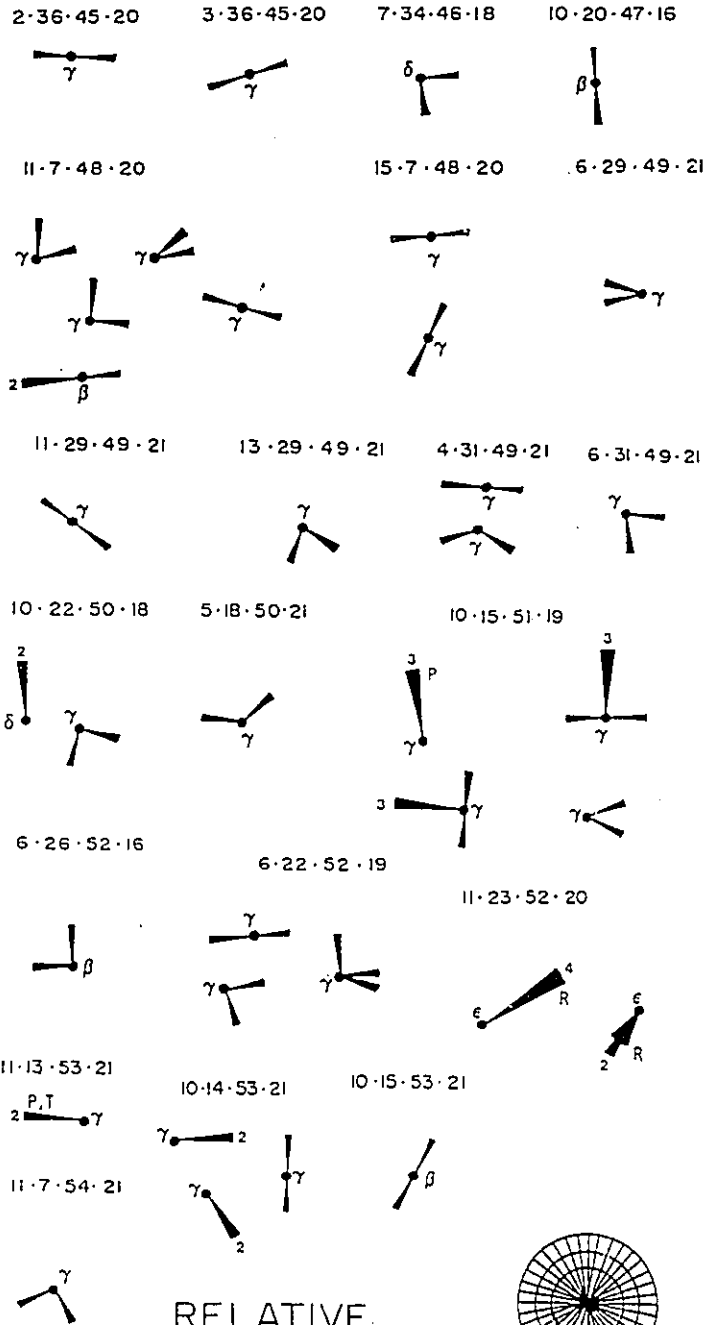 2·36·45·20 3·36·45·20 7·34·46·18 10·20·47·16
γ γ δ β
11·7·48·20 15·7·48·20 6·29·49·21
γ γ γ
γ γ γ γ
2 β
11·29·49·21 13·29·49·21 4·31·49·21 6·31·49·21
γ γ γ γ
γ
10·22·50·18 5·18·50·21 10·15·51·19
2 3 P 3
δ γ γ γ γ
3 γ γ
6·26·52·16 6·22·52·19 11·23·52·20
γ 4
β γ γ ε R ε
2 R
11·13·53·21 10·14·53·21 10·15·53·21
2 P,T γ γ 2
γ β
11·7·54·21 γ
2
γ
RELATIVE